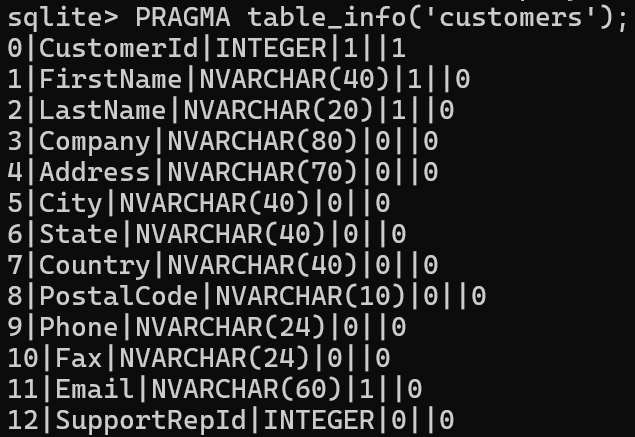 sqlite> PRAGMA table_info('customers');
0|CustomerId|INTEGER|1||1
1|FirstName|NVARCHAR(40)|1||0
2|LastName|NVARCHAR(20)|1||0
3|Company|NVARCHAR(80)|0||0
4|Address|NVARCHAR(70)|0||0
5|City|NVARCHAR(40)|0||0
6|State|NVARCHAR(40)|0||0
7|Country|NVARCHAR(40)|0||0
8|PostalCode|NVARCHAR(10)|0||0
9|Phone|NVARCHAR(24)|0||0
10|Fax|NVARCHAR(24)|0||0
11|Email|NVARCHAR(60)|1||0
12|SupportRepId|INTEGER|0||0